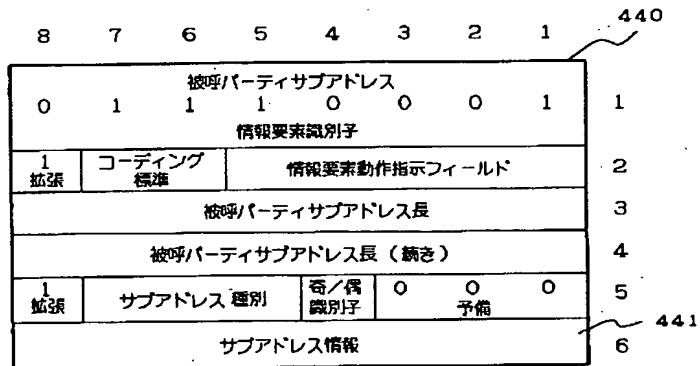 440
8 7 6 5 4 3 2 1
被呼パーティサブアドレス
0 1 1 1 0 0 0 1 1
情報要素識別子
1 コーディング 情報要素動作指示フィールド 2
拡張 標準
被呼パーティサブアドレス長 3
被呼パーティサブアドレス長 (続き) 4
1 サブアドレス 種別 奇/偶 0 0 0 5
拡張 識別子 予備
441
サブアドレス情報 6